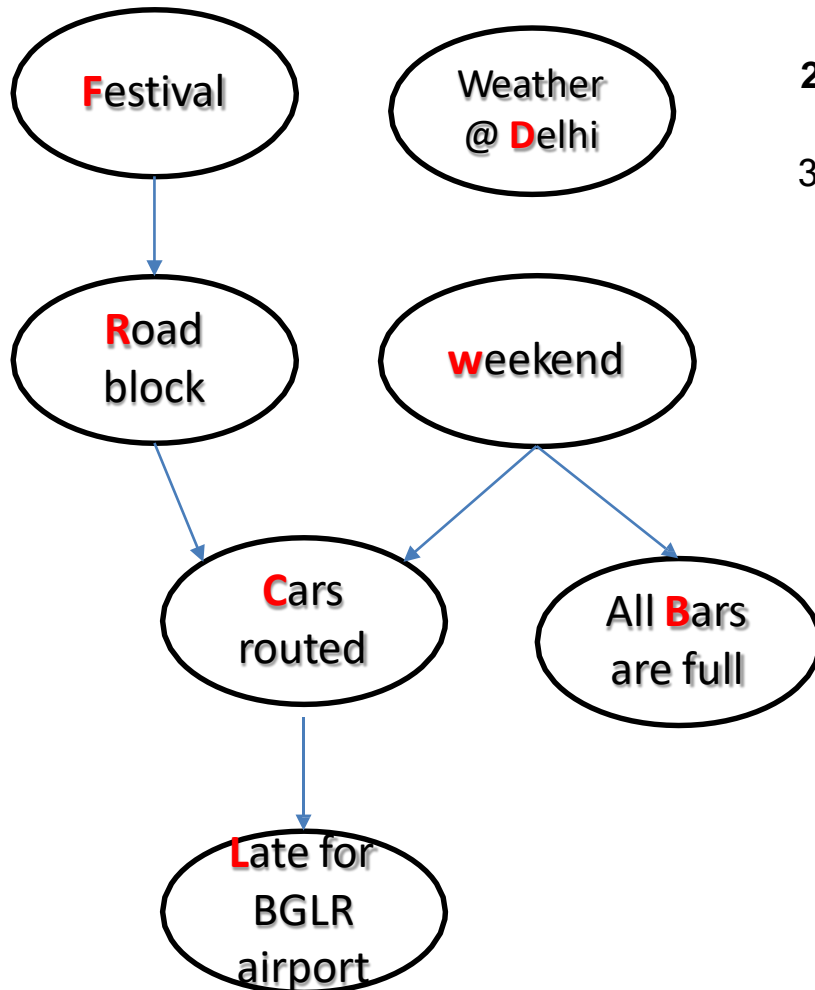 Festival
Weather
@ Delhi
2
3
Road
block
weekend
Cars
routed
All Bars
are full
Late for
BGLR
airport